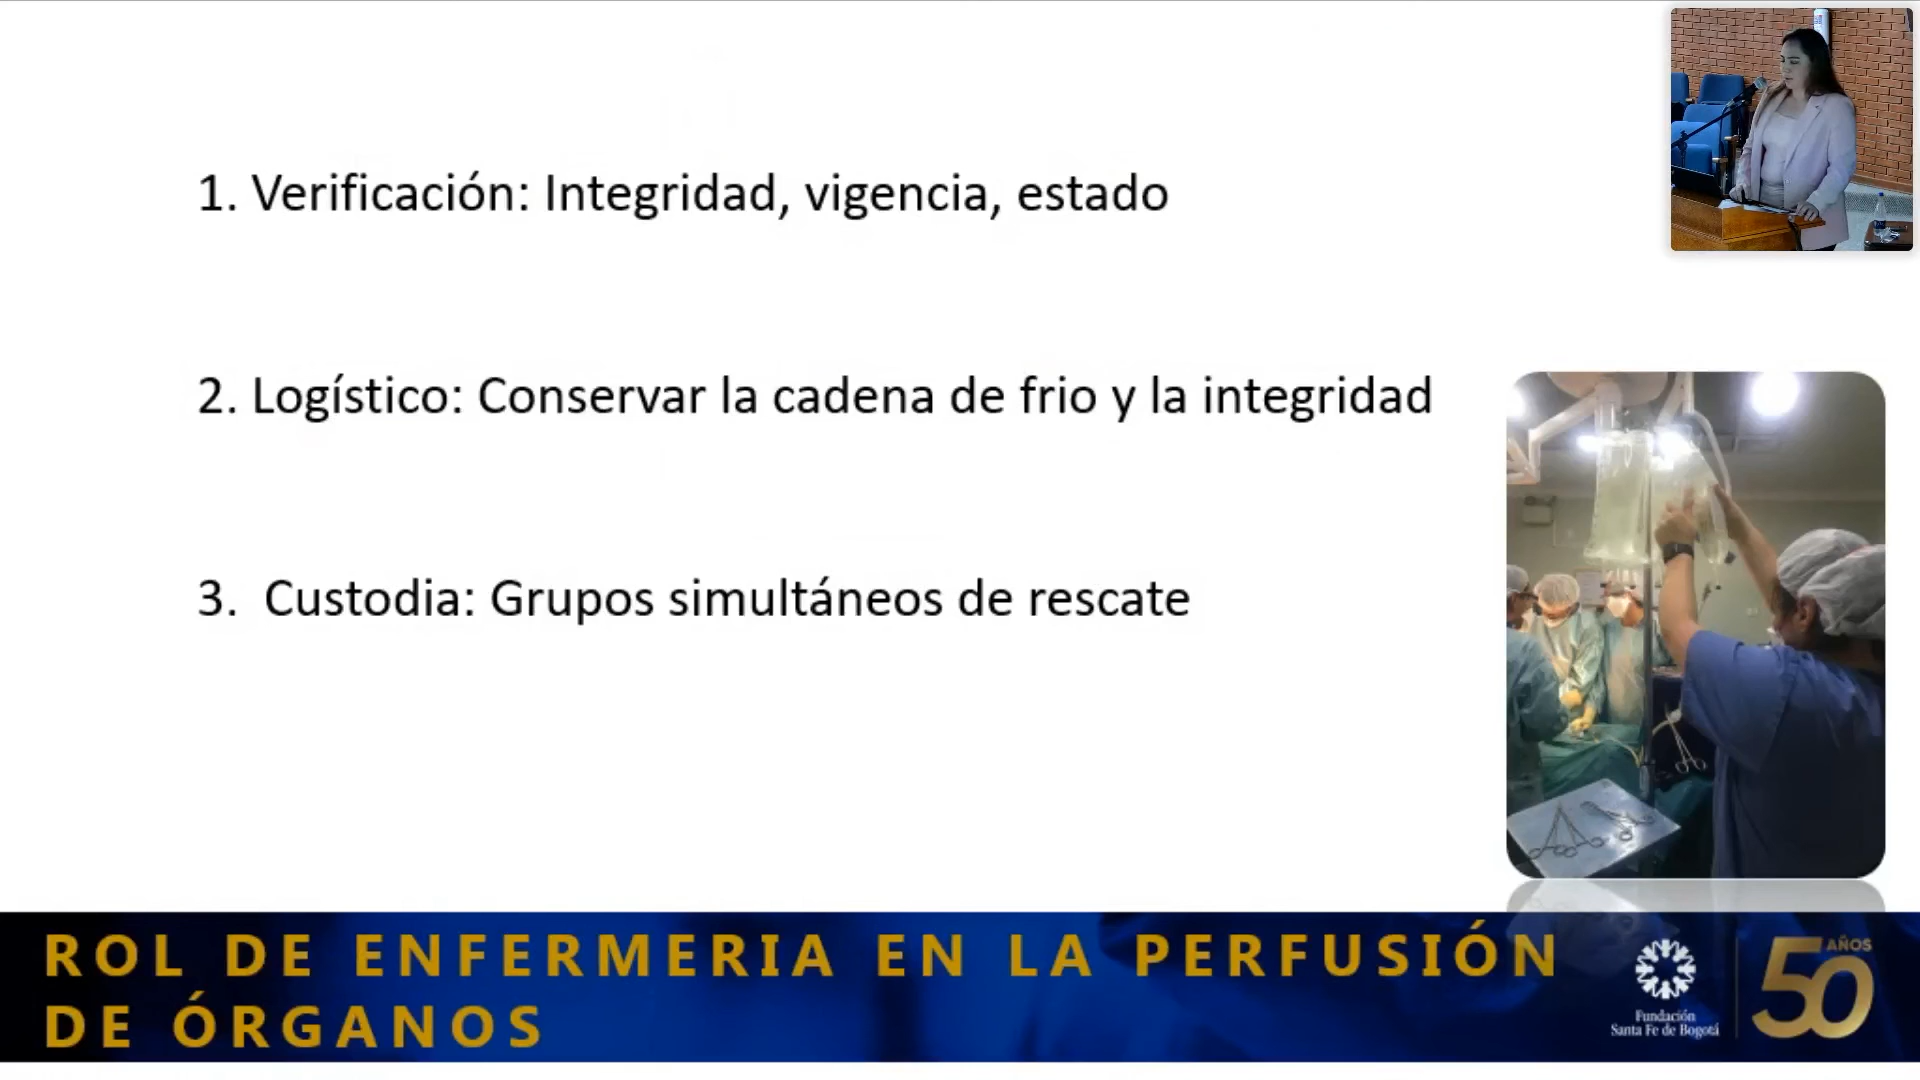 1. Verificación: Integridad, vigencia, estado
2. Logístico: Conservar la cadena de frio y la integridad
3. Custodia: Grupos simultáneos de rescate
ROL DE ENFERMERIA EN LA PERFUSIÓN
DE ÓRGANOS
Fundación
Santa Fe de Bogotá
50 AÑOS